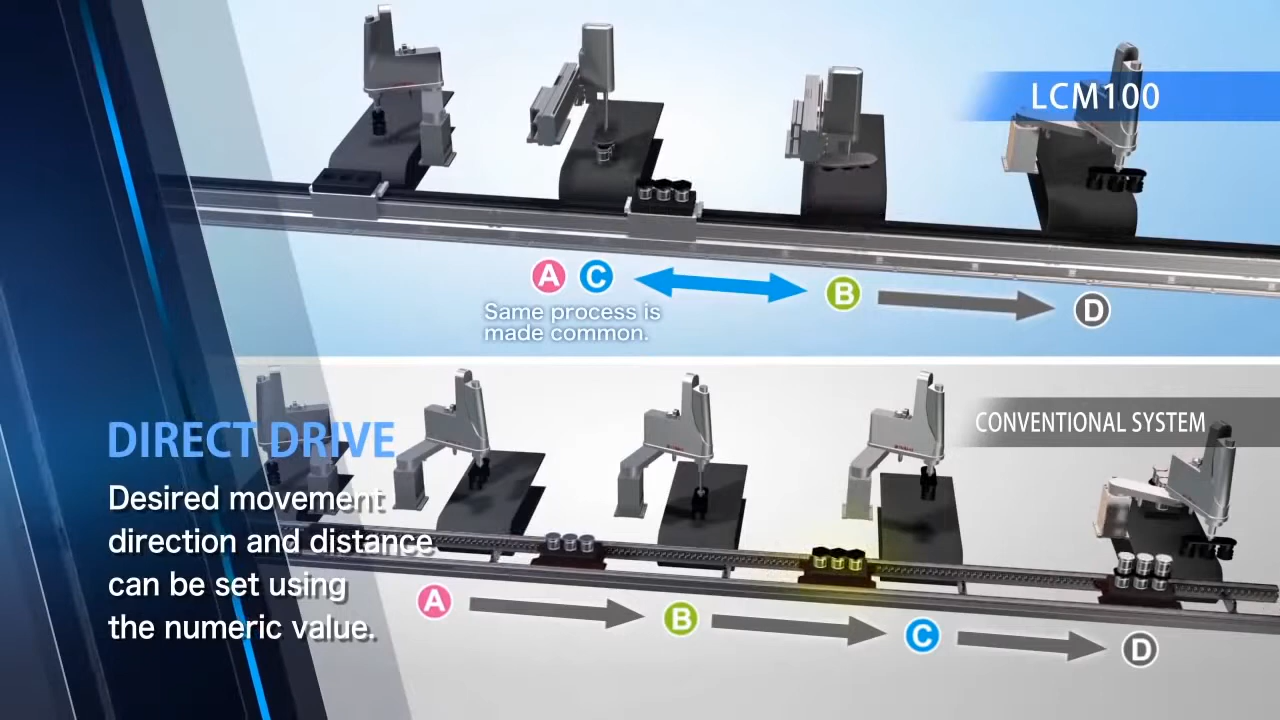 LCM100
A C B D
Same process is
made common.
CONVENTIONAL SYSTEM
DIRECT DRIVE
Desired movement
direction and distance
can be set using
the numeric value.
A B C D